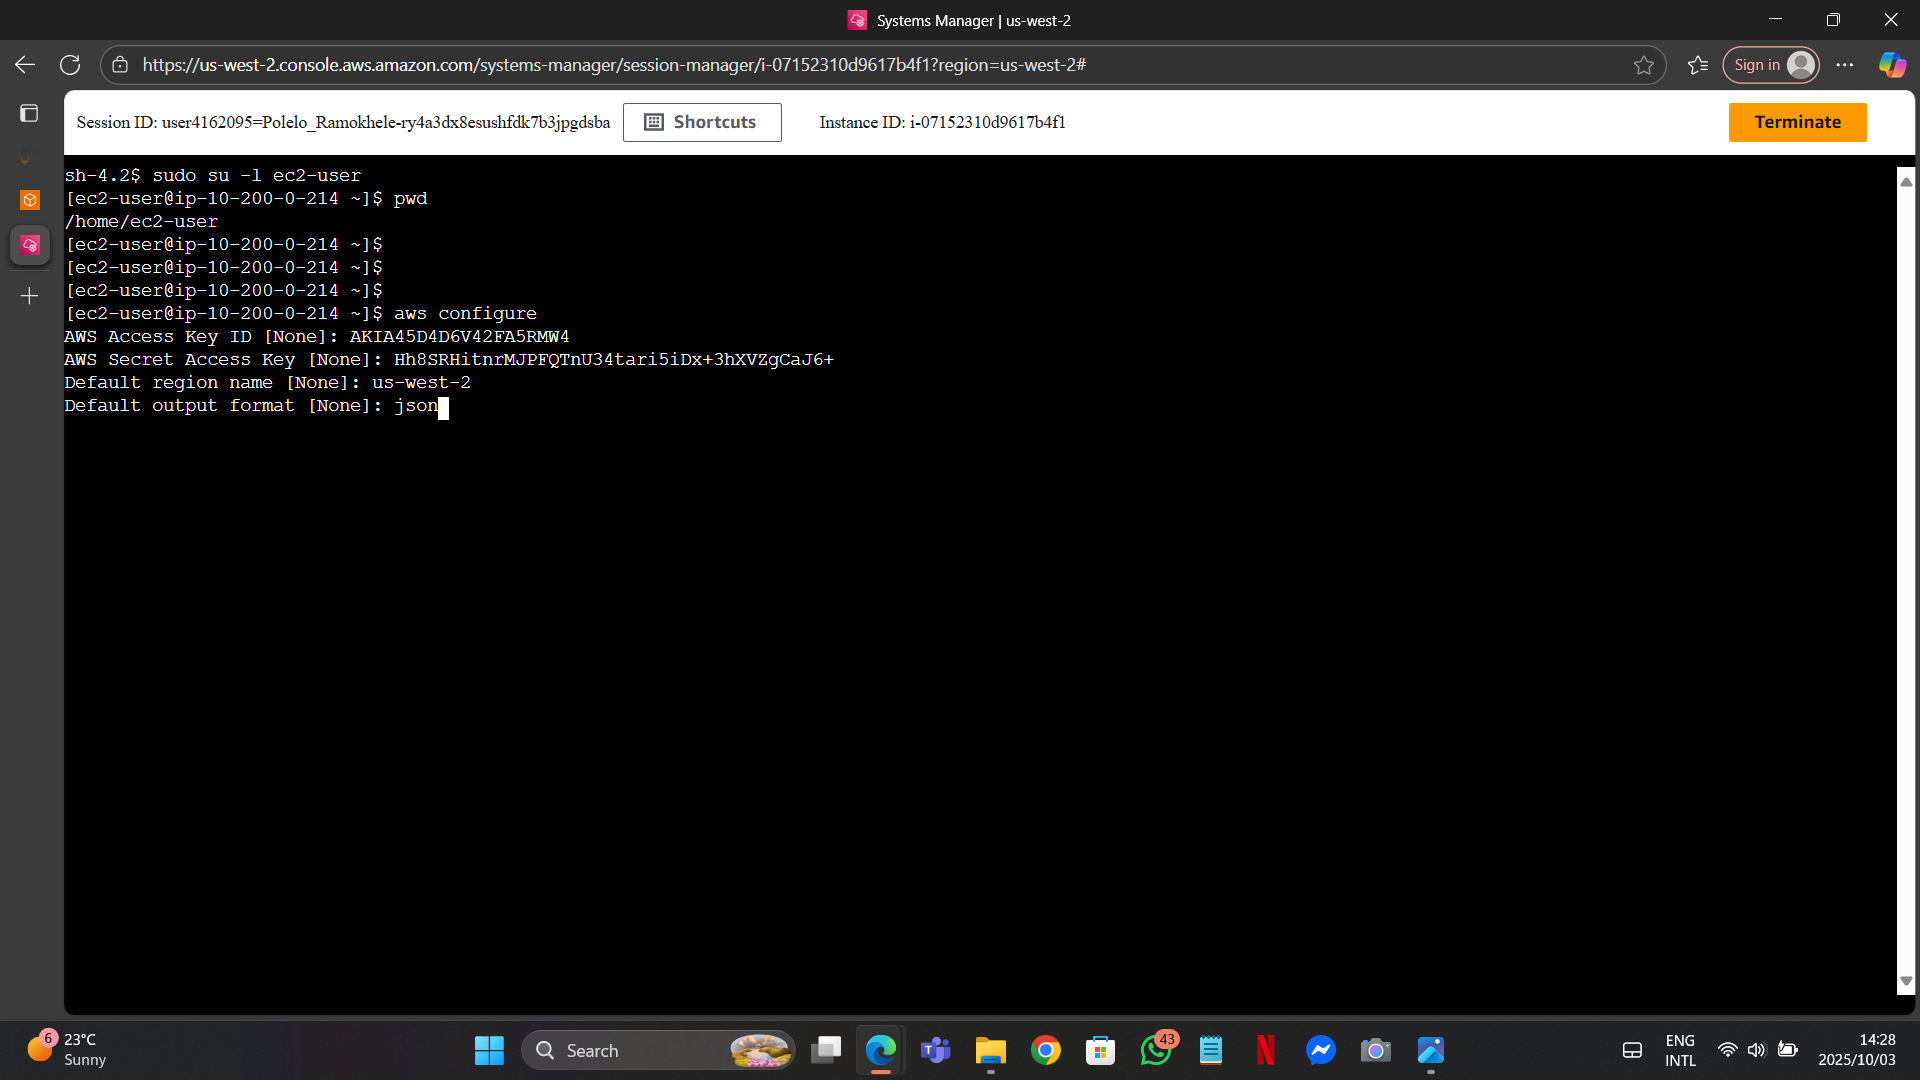 Systems Manager | us-west-2
https://us-west-2.console.aws.amazon.com/systems-manager/session-manager/i-07152310d9617b4f1?region=us-west-2#
Sign in
Session ID: user4162095=Polelo_Ramokhele-ry4a3dx8esushfdk7b3jpgdsba
Shortcuts
Instance ID: i-07152310d9617b4f1
Terminate
sh-4.2$ sudo su -l ec2-user
[ec2-user@ip-10-200-0-214 ~]$ pwd
/home/ec2-user
[ec2-user@ip-10-200-0-214 ~]$
[ec2-user@ip-10-200-0-214 ~]$
[ec2-user@ip-10-200-0-214 ~]$
[ec2-user@ip-10-200-0-214 ~]$ aws configure
AWS Access Key ID [None]: AKIA45D4D6V42FA5RMW4
AWS Secret Access Key [None]: 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
Default region name [None]: us-west-2
Default output format [None]: json
6
23°C
Sunny
Search
43
ENG
INTL
14:28
2025/10/03